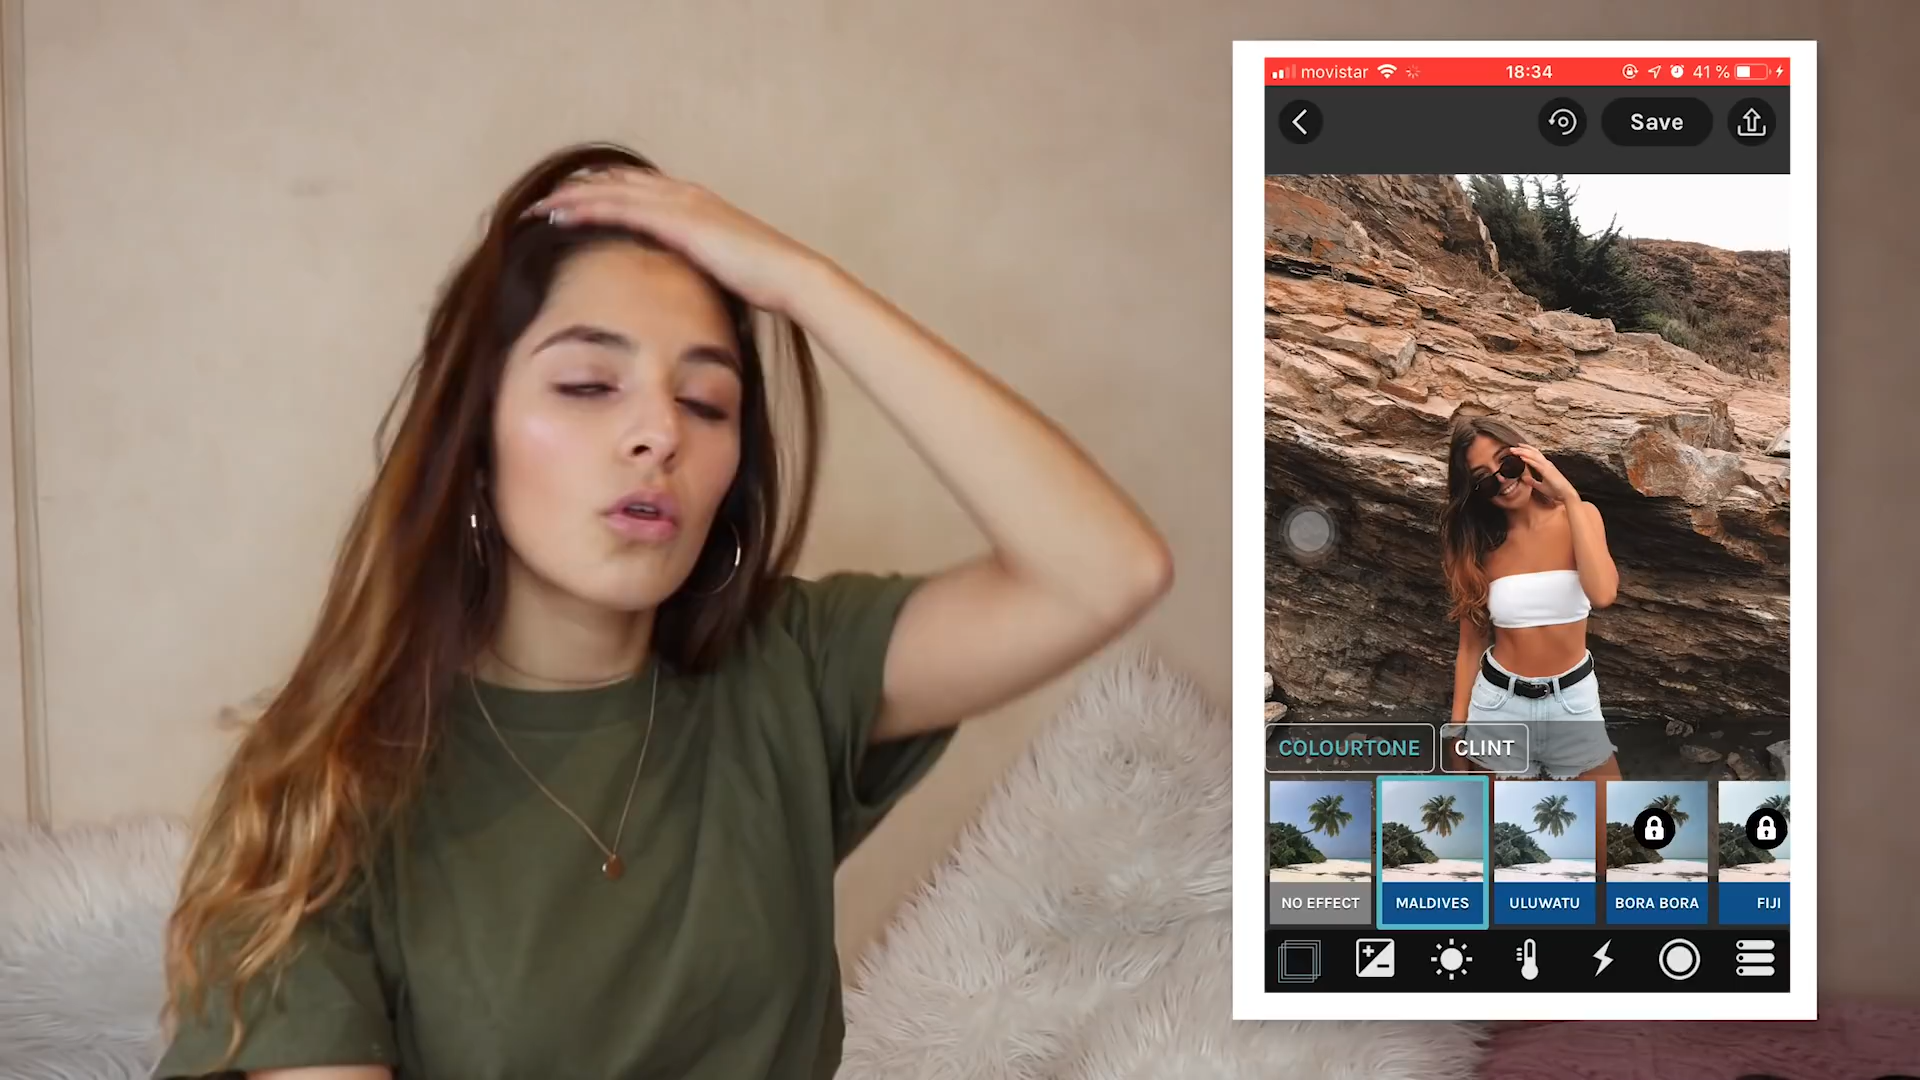 movistar 18:34 41 %
Save
COLOURTONE CLINT
NO EFFECT MALDIVES ULUWATU BORA BORA FIJI